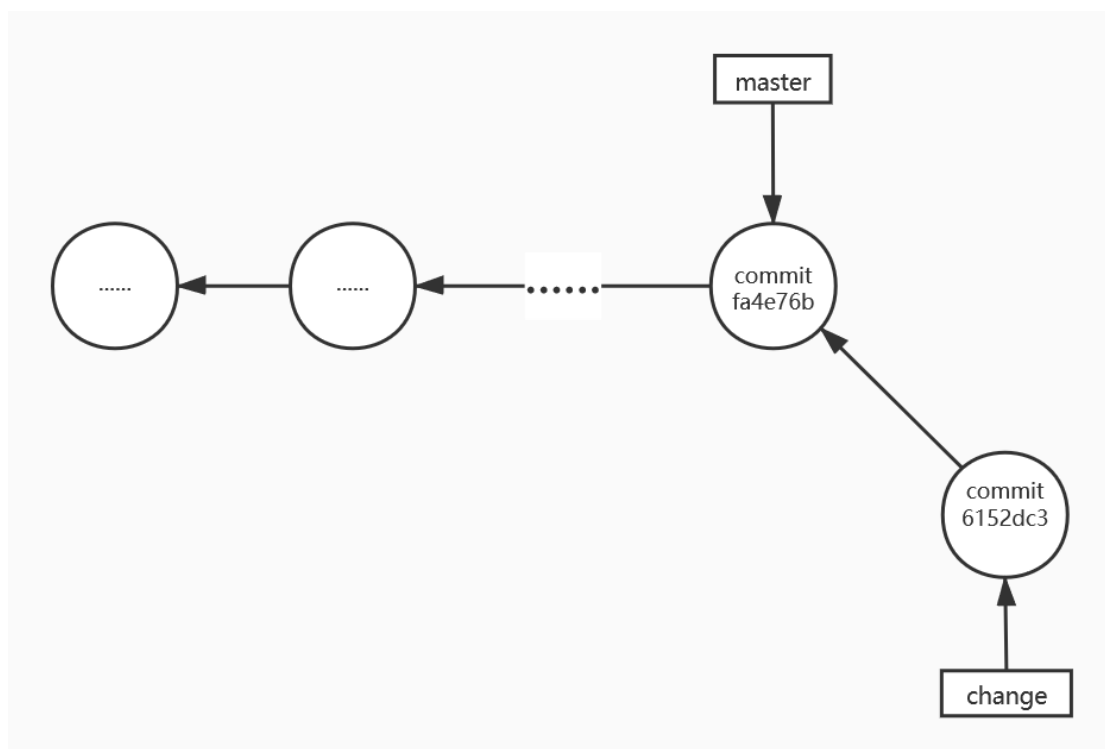 master
......
......
......
commit
fa4e76b
commit
6152dc3
change